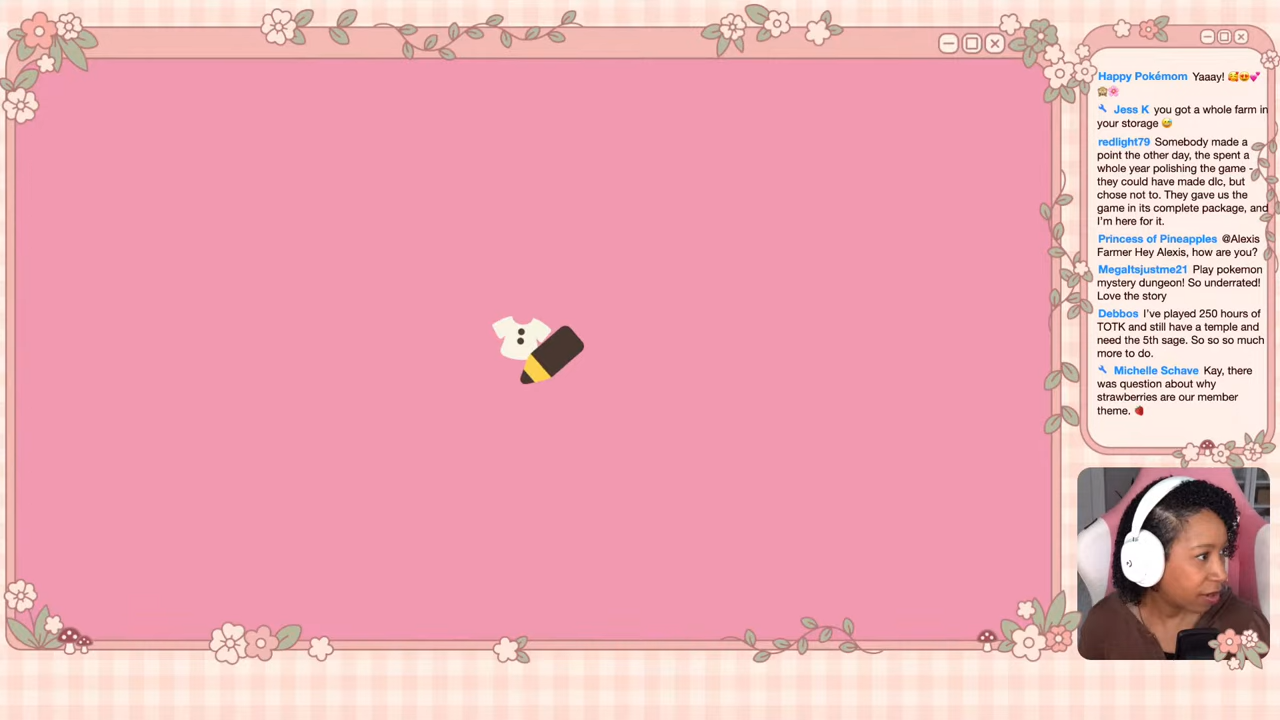 Happy Pokémom Yaaay! 🥰😍💕
🙈🌸
Jess K you got a whole farm in
your storage 😅
redlight79 Somebody made a
point the other day, the spent a
whole year polishing the game -
they could have made dlc, but
chose not to. They gave us the
game in its complete package, and
I'm here for it.
Princess of Pineapples @Alexis
Farmer Hey Alexis, how are you?
MegaItsjustme21 Play pokemon
mystery dungeon! So underrated!
Love the story
Debbos I've played 250 hours of
TOTK and still have a temple and
need the 5th sage. So so so much
more to do.
Michelle Schave Kay, there
was question about why
strawberries are our member
theme. 🍓